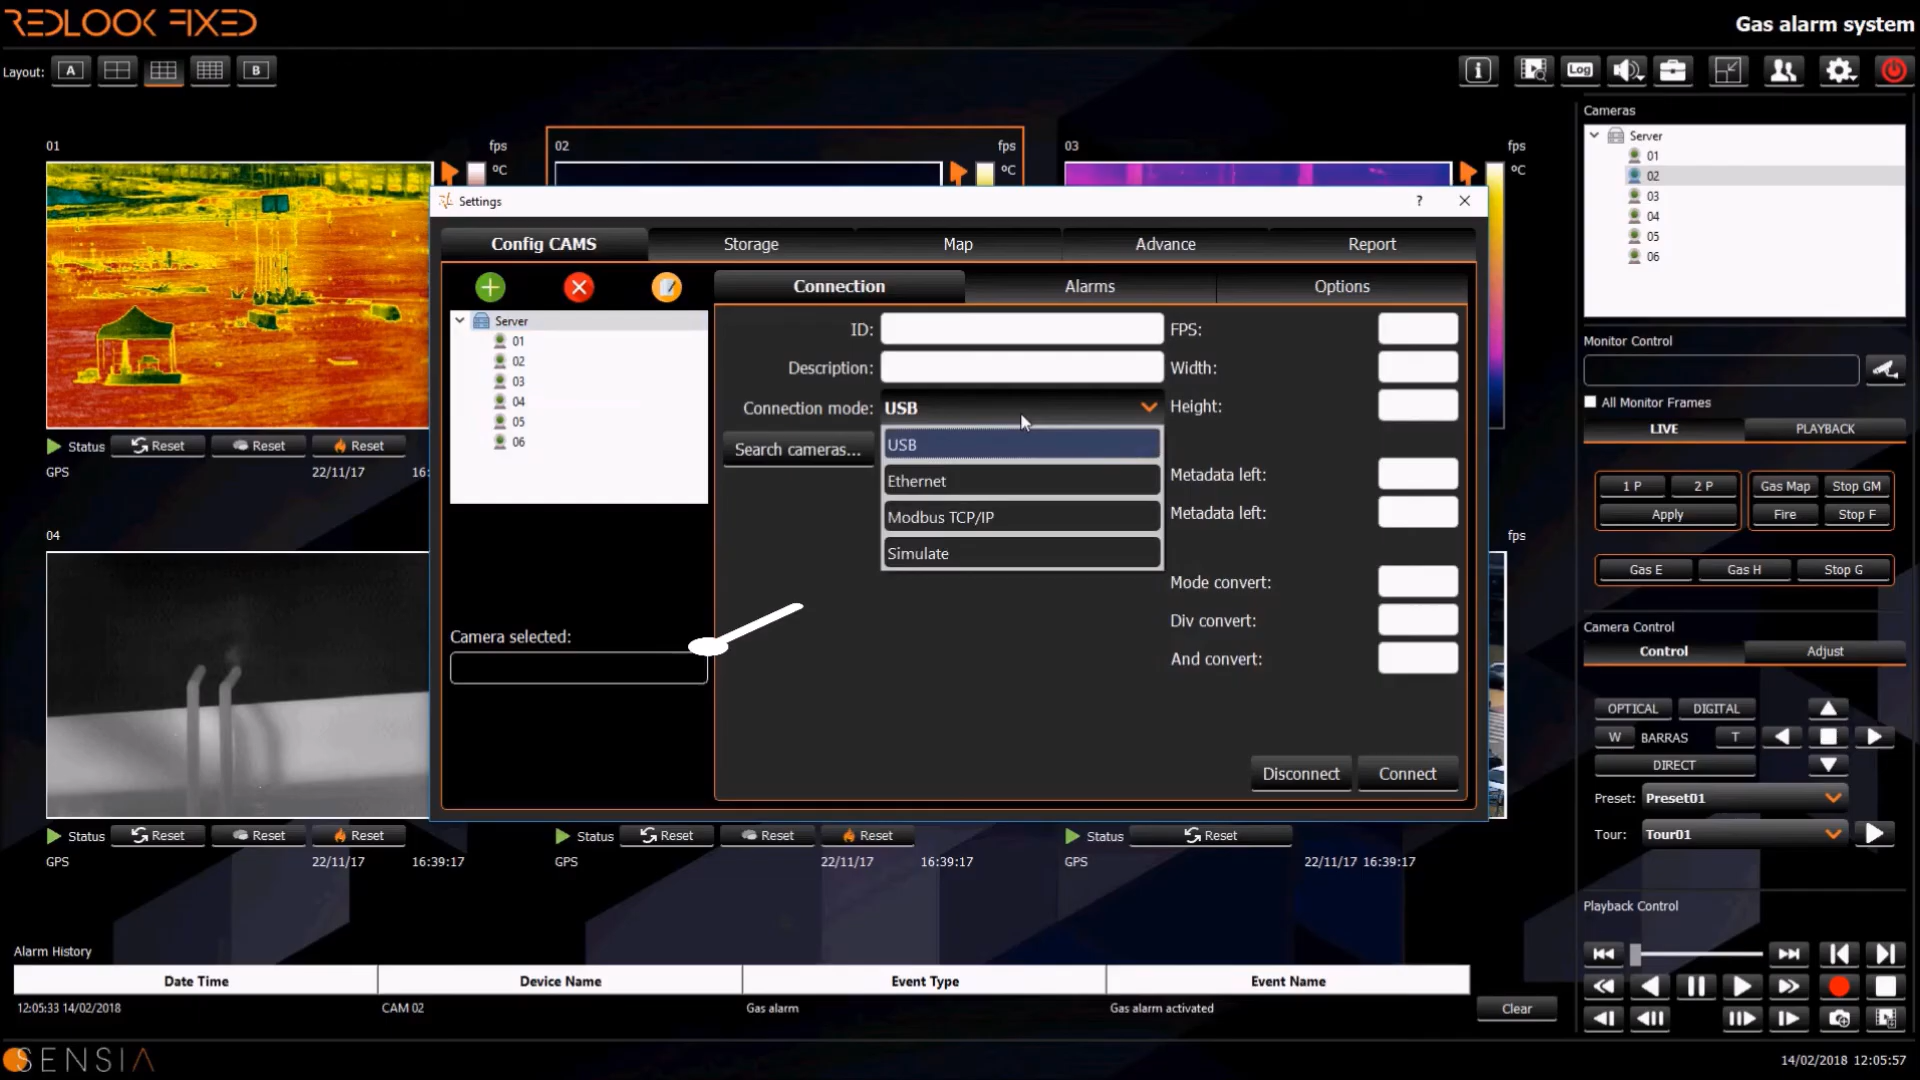 REDLOOK FIXED
Gas alarm system
Layout:
A
B
Log
01
fps
°C
02
fps
°C
03
fps
°C
Cameras
Server
01
02
03
04
05
06
Settings
?
Config CAMS
Storage
Map
Advance
Report
Server
01
02
03
04
05
06
Camera selected:
Connection
Alarms
Options
ID:
Description:
Connection mode:
USB
USB
Ethernet
Modbus TCP/IP
Simulate
Search cameras...
FPS:
Width:
Height:
Metadata left:
Metadata left:
Mode convert:
Div convert:
And convert:
Disconnect
Connect
Status
Reset
Reset
Reset
GPS
22/11/17
16:
04
fps
Monitor Control
All Monitor Frames
LIVE
PLAYBACK
1 P
2 P
Apply
Gas Map
Stop GM
Fire
Stop F
Gas E
Gas H
Stop G
Camera Control
Control
Adjust
OPTICAL
DIGITAL
W
BARRAS
T
DIRECT
Preset:
Preset01
Tour:
Tour01
Status
Reset
Reset
Reset
GPS
22/11/17
16:39:17
Status
Reset
Reset
Reset
GPS
22/11/17
16:39:17
Status
Reset
GPS
22/11/17 16:39:17
Playback Control
Alarm History
Date Time
Device Name
Event Type
Event Name
12:05:33 14/02/2018
CAM 02
Gas alarm
Gas alarm activated
Clear
SENSIA
14/02/2018 12:05:57